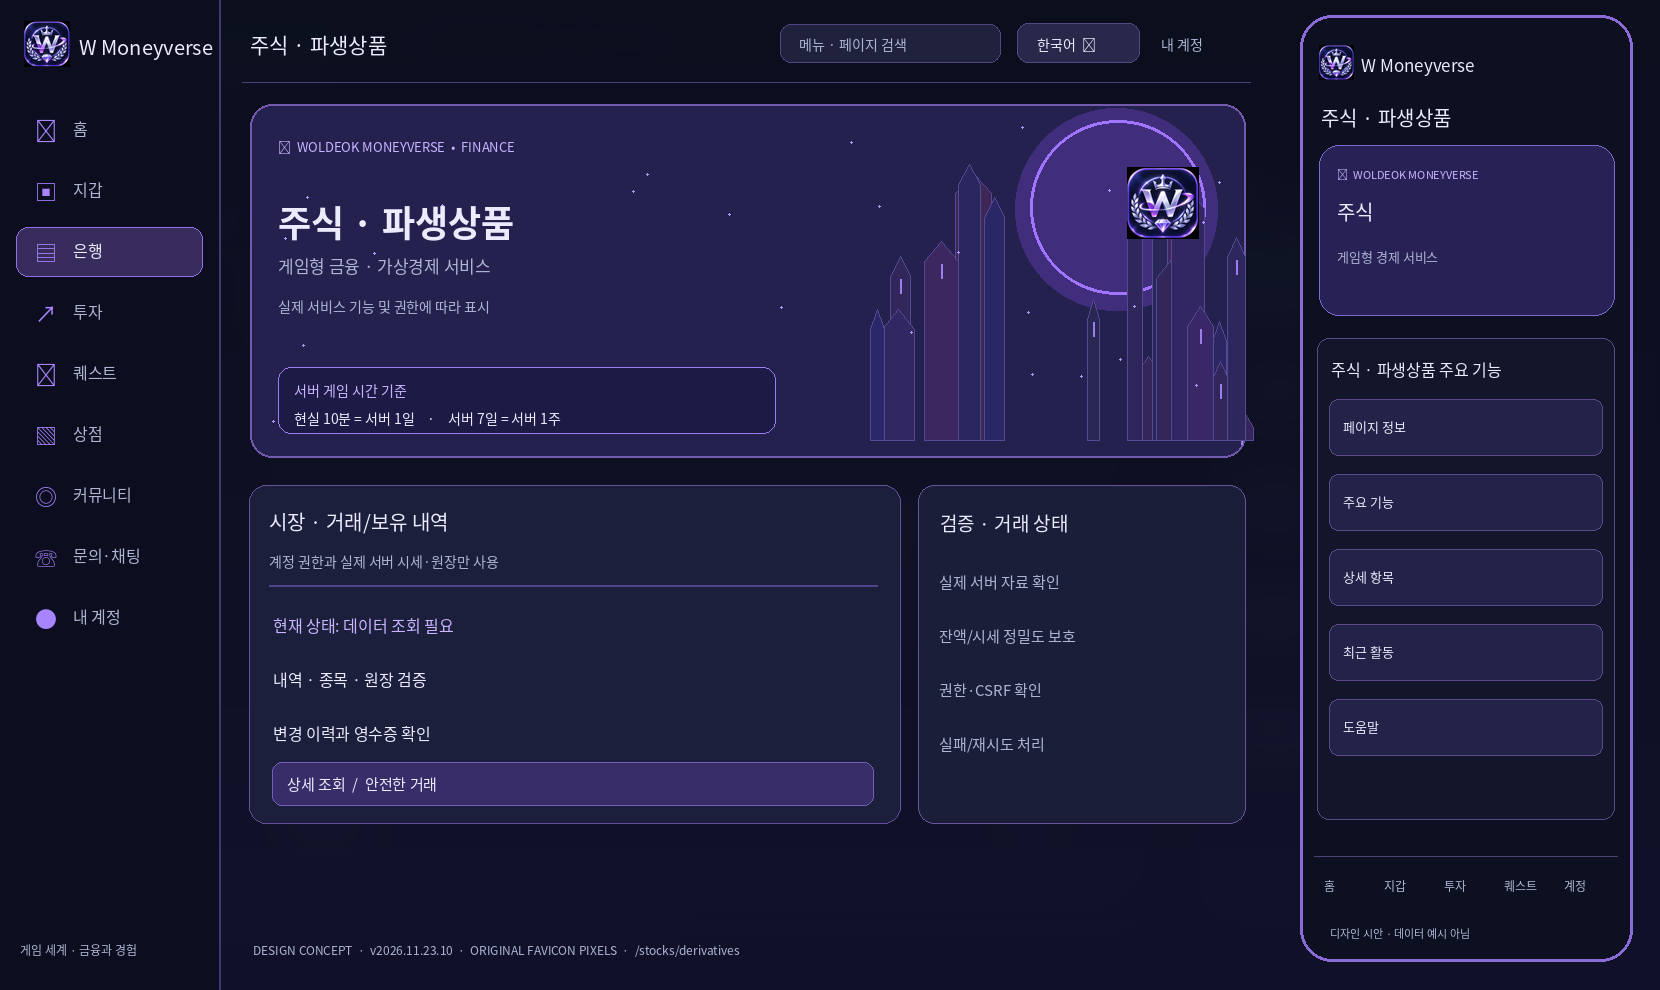 W Moneyverse
홈
지갑
은행
투자
퀘스트
상점
커뮤니티
문의·채팅
내 계정
게임 세계 · 금융과 경험
주식 · 파생상품
메뉴 · 페이지 검색
한국어
내 계정
WOLDEOK MONEYVERSE • FINANCE
주식 · 파생상품
게임형 금융 · 가상경제 서비스
실제 서비스 기능 및 권한에 따라 표시
서버 게임 시간 기준
현실 10분 = 서버 1일 · 서버 7일 = 서버 1주
W
시장 · 거래/보유 내역
계정 권한과 실제 서버 시세·원장만 사용
현재 상태: 데이터 조회 필요
내역 · 종목 · 원장 검증
변경 이력과 영수증 확인
상세 조회 / 안전한 거래
검증 · 거래 상태
실제 서버 자료 확인
잔액/시세 정밀도 보호
권한·CSRF 확인
실패/재시도 처리
DESIGN CONCEPT · v2026.11.23.10 · ORIGINAL FAVICON PIXELS · /stocks/derivatives
W Moneyverse
주식 · 파생상품
WOLDEOK MONEYVERSE
주식
게임형 경제 서비스
주식 · 파생상품 주요 기능
페이지 정보
주요 기능
상세 항목
최근 활동
도움말
홈 지갑 투자 퀘스트 계정
디자인 시안 · 데이터 예시 아님